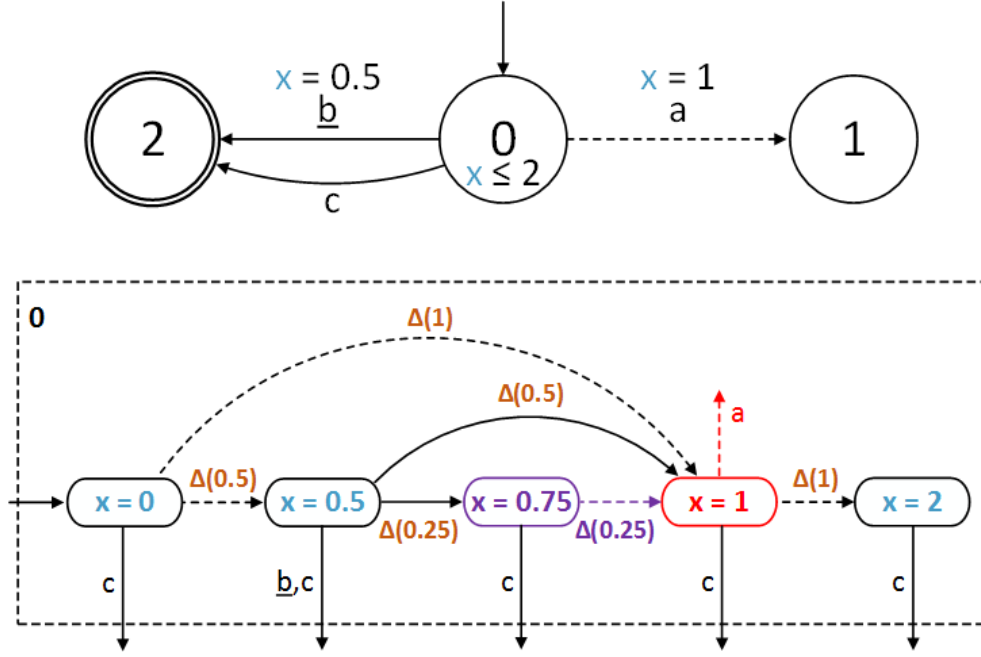 x = 0.5
x = 1
b
a
2
0
1
x ≤ 2
c
0
Δ(1)
Δ(0.5)
a
Δ(0.5)
Δ(1)
x = 0
x = 0.5
x = 0.75
x = 1
x = 2
Δ(0.25)
Δ(0.25)
c
b,c
c
c
c